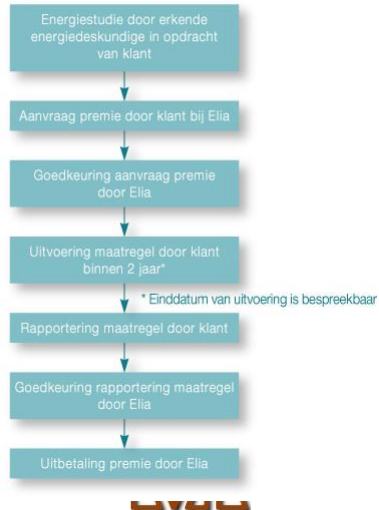 Energiestudie door erkende
energiedeskundige in opdracht
van klant
Aanvraag premie door klant bij Elia
Goedkeuring aanvraag premie
door Elia
Uitvoering maatregel door klant
binnen 2 jaar*
* Einddatum van uitvoering is bespreekbaar
Rapportering maatregel door klant
Goedkeuring rapportering maatregel
door Elia
Uitbetaling premie door Elia